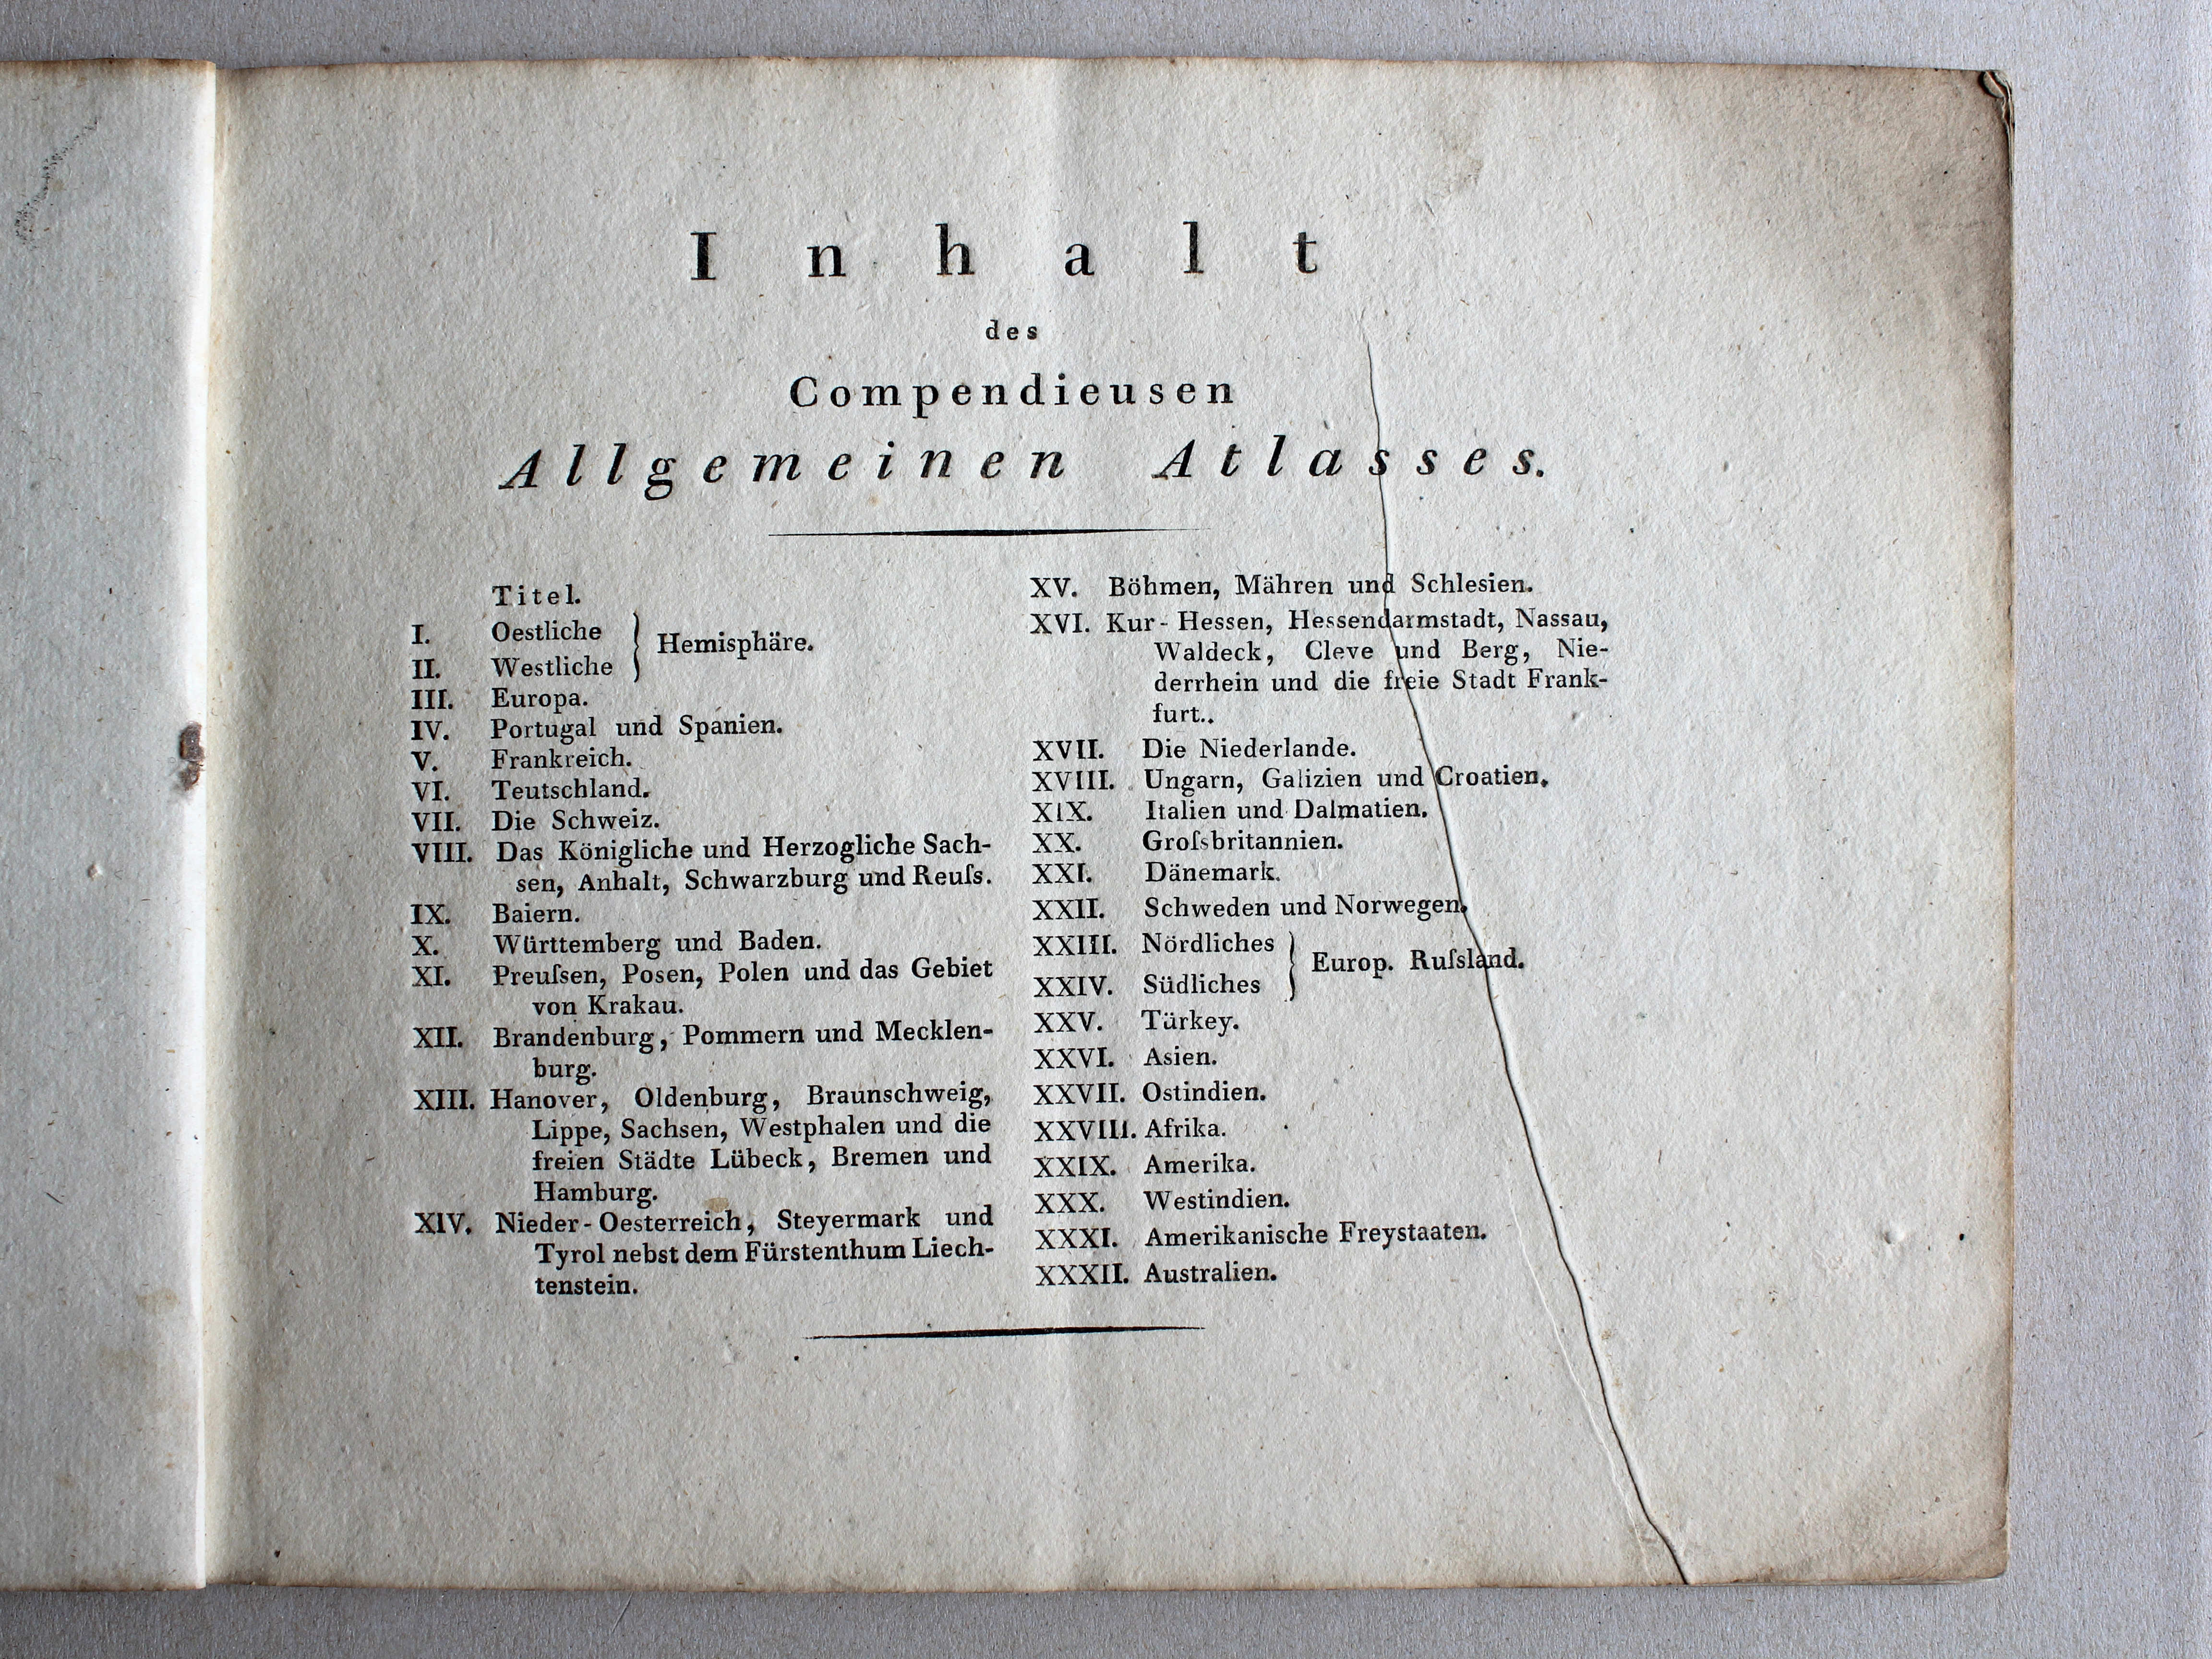 Inhalt
des
Compendieusen
Allgemeinen Atlasses.
Titel.
I. Oestliche } Hemisphäre.
II. Westliche
III. Europa.
IV. Portugal und Spanien.
V. Frankreich.
VI. Teutschland.
VII. Die Schweiz.
VIII. Das Königliche und Herzogliche Sach-
sen, Anhalt, Schwarzburg und Reuſs.
IX. Baiern.
X. Württemberg und Baden.
XI. Preuſsen, Posen, Polen und das Gebiet
von Krakau.
XII. Brandenburg, Pommern und Mecklen-
burg.
XIII. Hanover, Oldenburg, Braunschweig,
Lippe, Sachsen, Westphalen und die
freien Städte Lübeck, Bremen und
Hamburg.
XIV. Nieder-Oesterreich, Steyermark und
Tyrol nebst dem Fürstenthum Liech-
tenstein.
XV. Böhmen, Mähren und Schlesien.
XVI. Kur-Hessen, Hessendarmstadt, Nassau,
Waldeck, Cleve und Berg, Nie-
derrhein und die freie Stadt Frank-
furt..
XVII. Die Niederlande.
XVIII. Ungarn, Galizien und Croatien.
XIX. Italien und Dalmatien.
XX. Groſsbritannien.
XXI. Dänemark.
XXII. Schweden und Norwegen.
XXIII. Nördliches } Europ. Ruſsland.
XXIV. Südliches
XXV. Türkey.
XXVI. Asien.
XXVII. Ostindien.
XXVIII. Afrika.
XXIX. Amerika.
XXX. Westindien.
XXXI. Amerikanische Freystaaten.
XXXII. Australien.